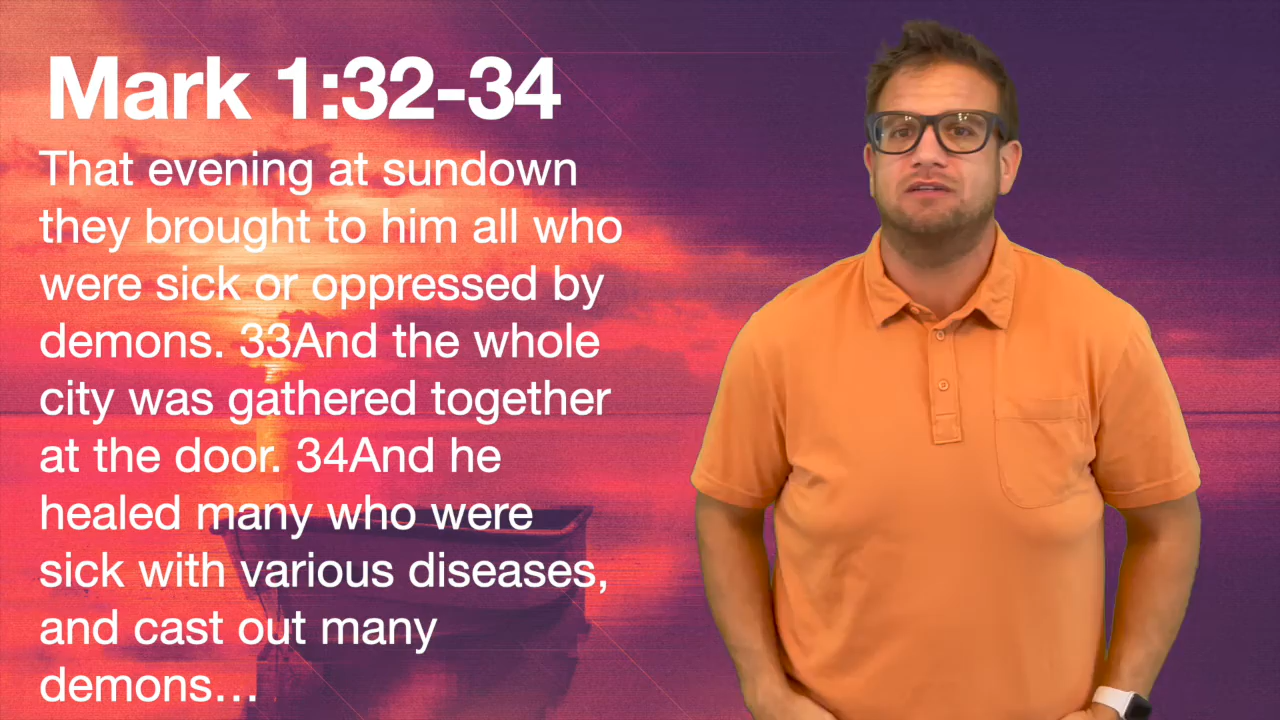 Mark 1:32-34
That evening at sundown
they brought to him all who
were sick or oppressed by
demons. 33And the whole
city was gathered together
at the door. 34And he
healed many who were
sick with various diseases,
and cast out many
demons…